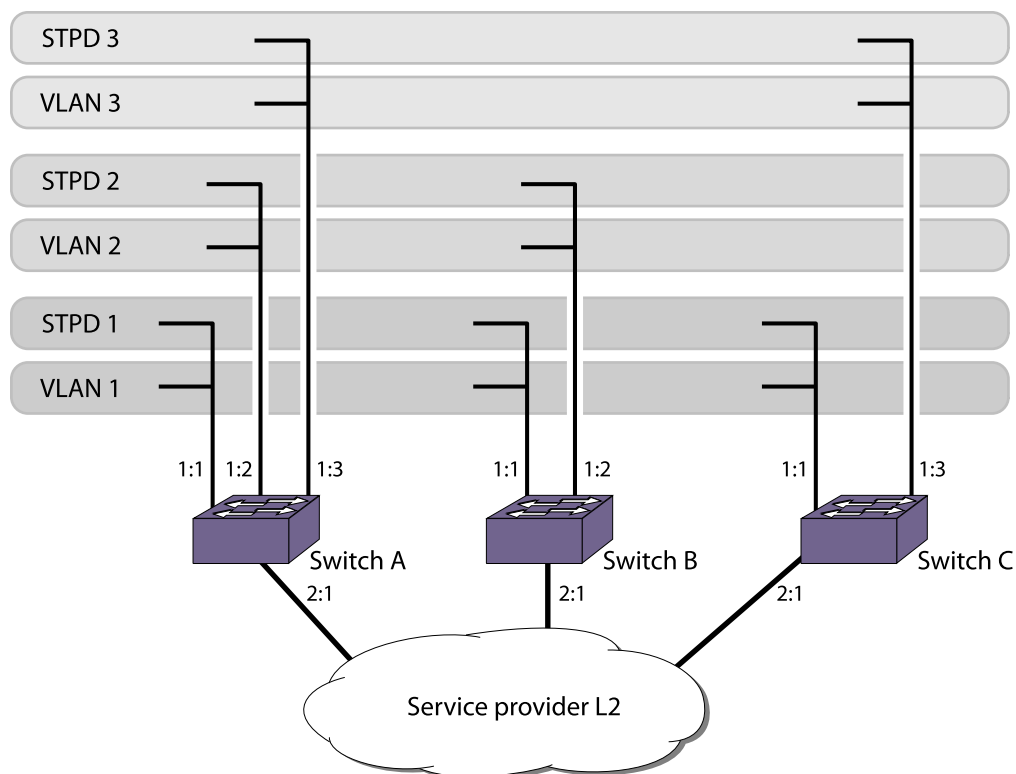 STPD 3
VLAN 3
STPD 2
VLAN 2
STPD 1
VLAN 1
1:1 1:2 1:3 1:1 1:2 1:1 1:3
Switch A Switch B Switch C
2:1 2:1 2:1
Service provider L2